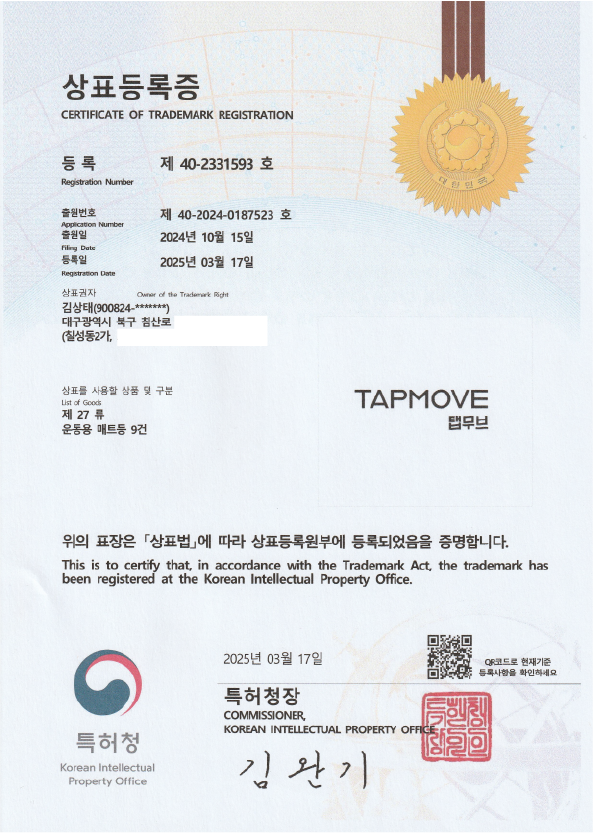 상표등록증
CERTIFICATE OF TRADEMARK REGISTRATION
등록 제 40-2331593 호
Registration Number
출원번호 제 40-2024-0187523 호
Application Number
출원일 2024년 10월 15일
Filing Date
등록일 2025년 03월 17일
Registration Date
상표권자 Owner of the Trademark Right
김상태(900824-*******)
대구광역시 북구 침산로
(칠성동2가,
상표를 사용할 상품 및 구분
List of Goods
제 27 류
운동용 매트등 9건
TAPMOVE
탭무브
위의 표장은 「상표법」에 따라 상표등록원부에 등록되었음을 증명합니다.
This is to certify that, in accordance with the Trademark Act, the trademark has
been registered at the Korean Intellectual Property Office.
2025년 03월 17일
QR코드로 현재기준
등록사항을 확인하세요
특허청장
COMMISSIONER,
KOREAN INTELLECTUAL PROPERTY OFFICE
김완기
특허청
Korean Intellectual
Property Office
대한민국